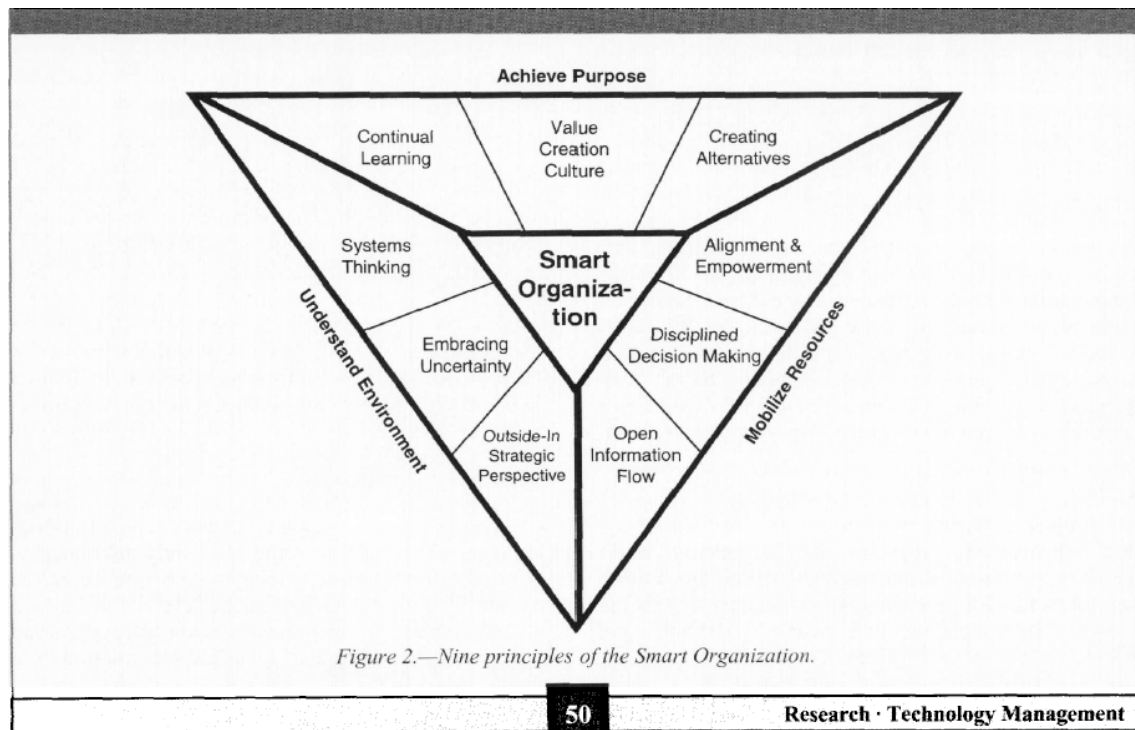 Achieve Purpose
Continual
Learning
Value
Creation
Culture
Creating
Alternatives
Systems
Thinking
Smart
Organiza-
tion
Alignment &
Empowerment
Understand Environment
Embracing
Uncertainty
Disciplined
Decision Making
Mobilize Resources
Outside-In
Strategic
Perspective
Open
Information
Flow
Figure 2.—Nine principles of the Smart Organization.
50
Research · Technology Management